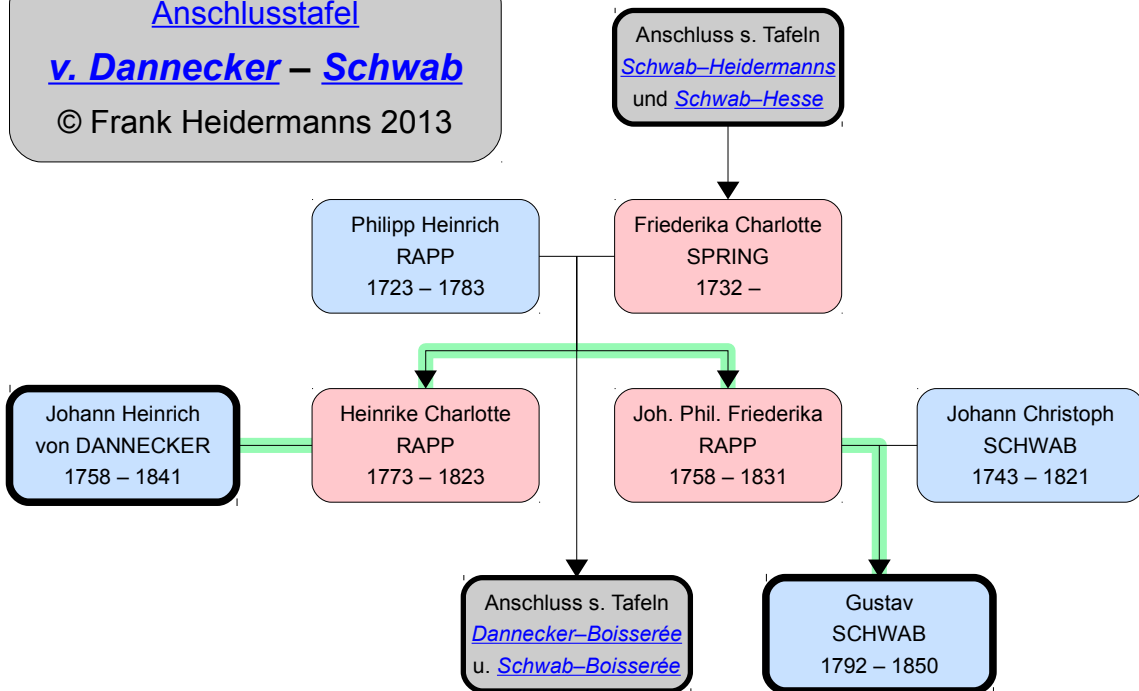 Anschlusstafel
v. Dannecker – Schwab
© Frank Heidermanns 2013
Anschluss s. Tafeln
Schwab–Heidermanns
und Schwab–Hesse
Philipp Heinrich
RAPP
1723 – 1783
Friederika Charlotte
SPRING
1732 –
Johann Heinrich
von DANNECKER
1758 – 1841
Heinrike Charlotte
RAPP
1773 – 1823
Joh. Phil. Friederika
RAPP
1758 – 1831
Johann Christoph
SCHWAB
1743 – 1821
Anschluss s. Tafeln
Dannecker–Boisserée
u. Schwab–Boisserée
Gustav
SCHWAB
1792 – 1850